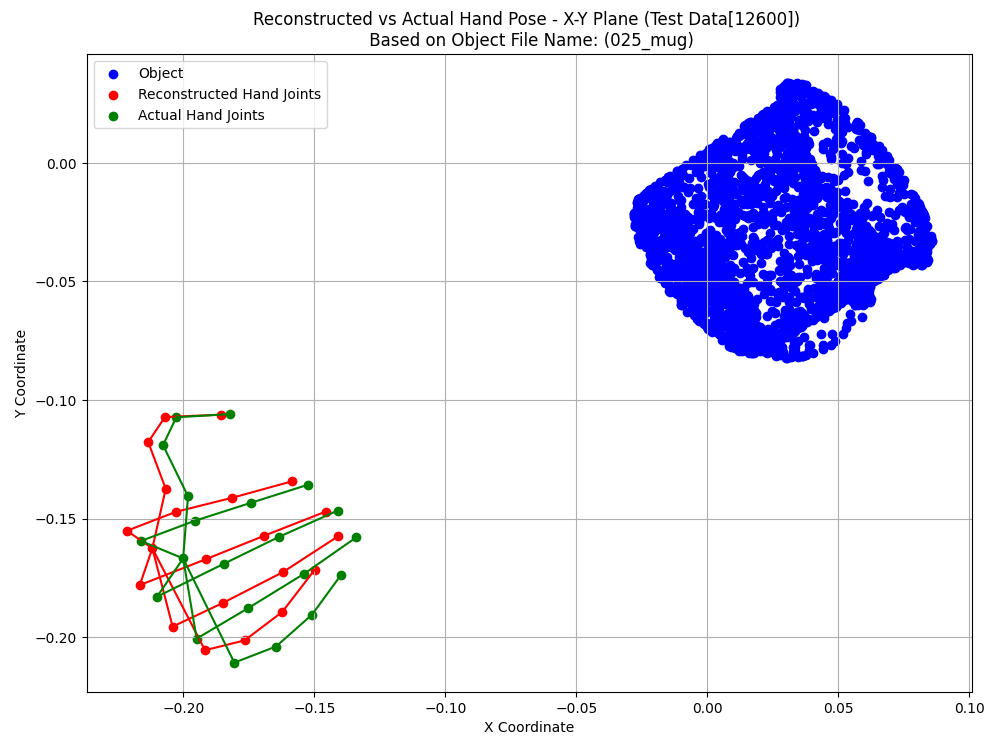 Reconstructed vs Actual Hand Pose - X-Y Plane (Test Data[12600])
Based on Object File Name: (025_mug)
Object
Reconstructed Hand Joints
Actual Hand Joints
Y Coordinate
0.00
−0.05
−0.10
−0.15
−0.20
−0.20
−0.15
−0.10
−0.05
0.00
0.05
0.10
X Coordinate